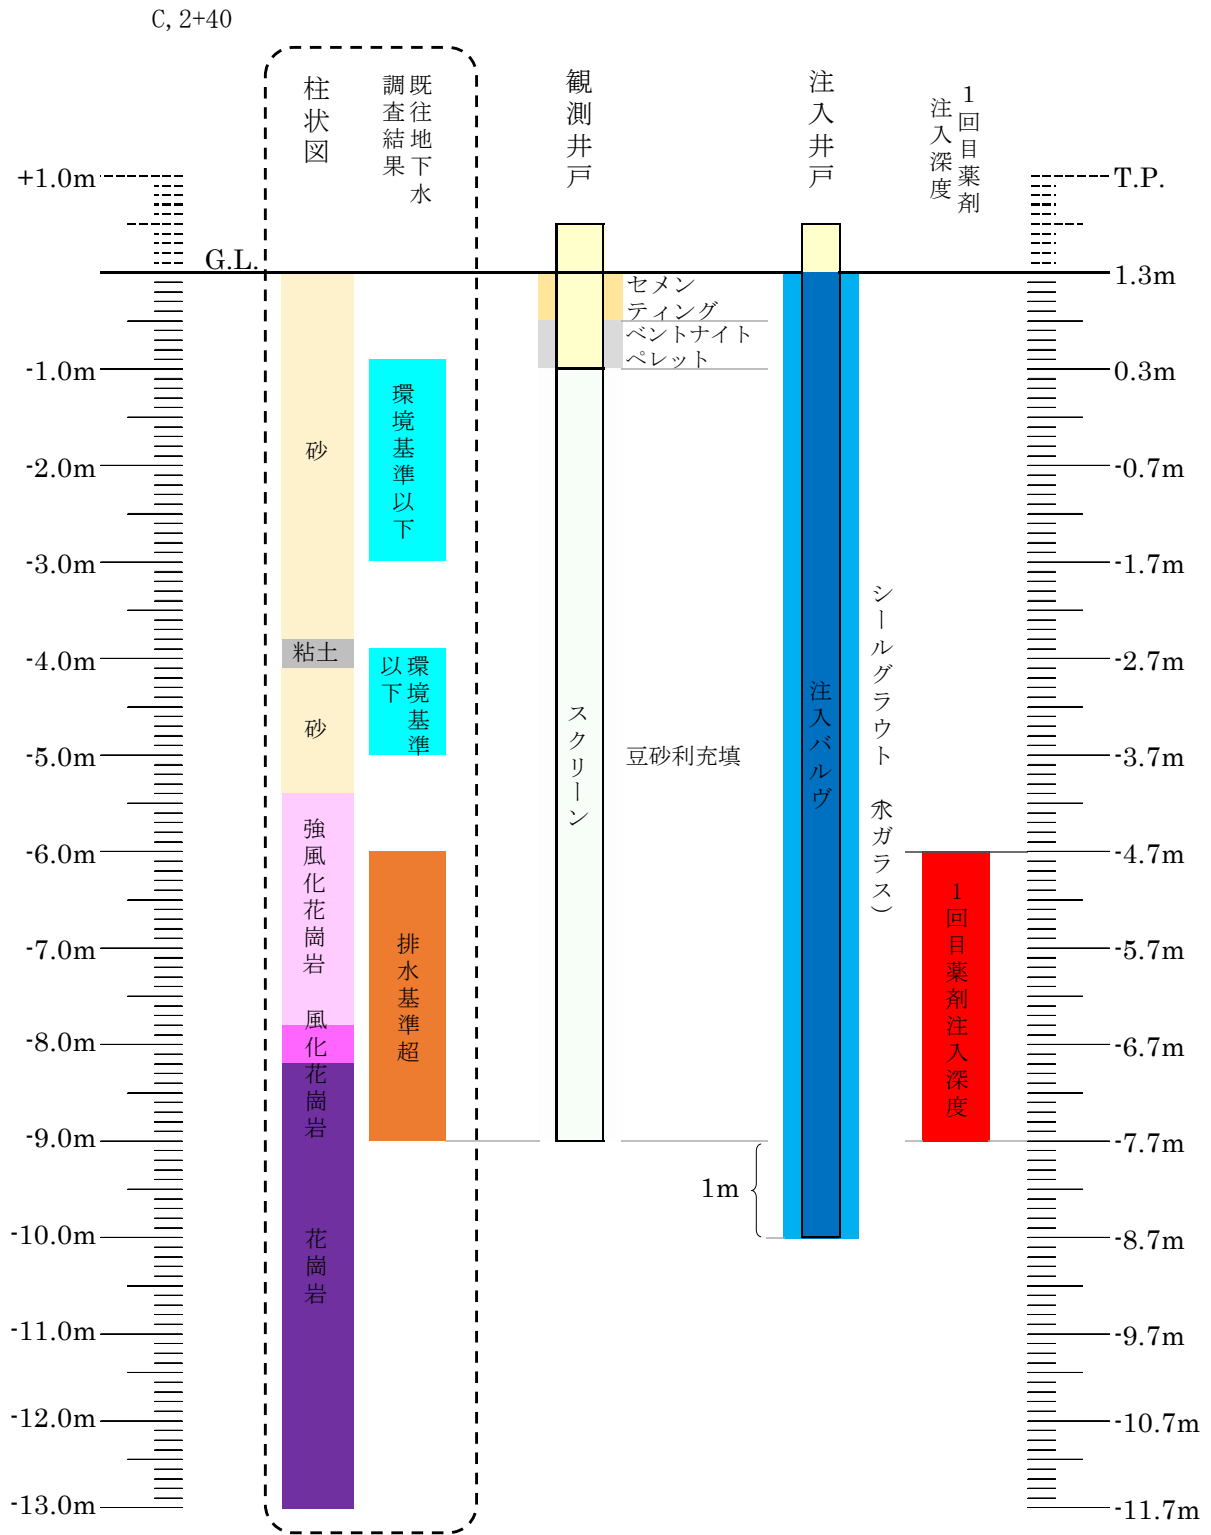 C, 2+40
柱状図
既往地下水
調査結果
観測井戸
注入井戸
1回目薬剤
注入深度
+1.0m
T.P.
G.L.
1.3m
セメン
ティング
ベントナイト
ペレット
-1.0m
0.3m
環境基準以下
砂
-2.0m
-0.7m
-3.0m
-1.7m
粘土
-4.0m
-2.7m
環境基準
以下
砂
スクリーン
豆砂利充填
注入バルヴ
シールグラウト（水ガラス）
-5.0m
-3.7m
強風化花崗岩
-6.0m
-4.7m
排水基準超
1回目薬剤注入深度
-7.0m
-5.7m
風化花崗岩
-8.0m
-6.7m
-9.0m
-7.7m
1m
花崗岩
-10.0m
-8.7m
-11.0m
-9.7m
-12.0m
-10.7m
-13.0m
-11.7m